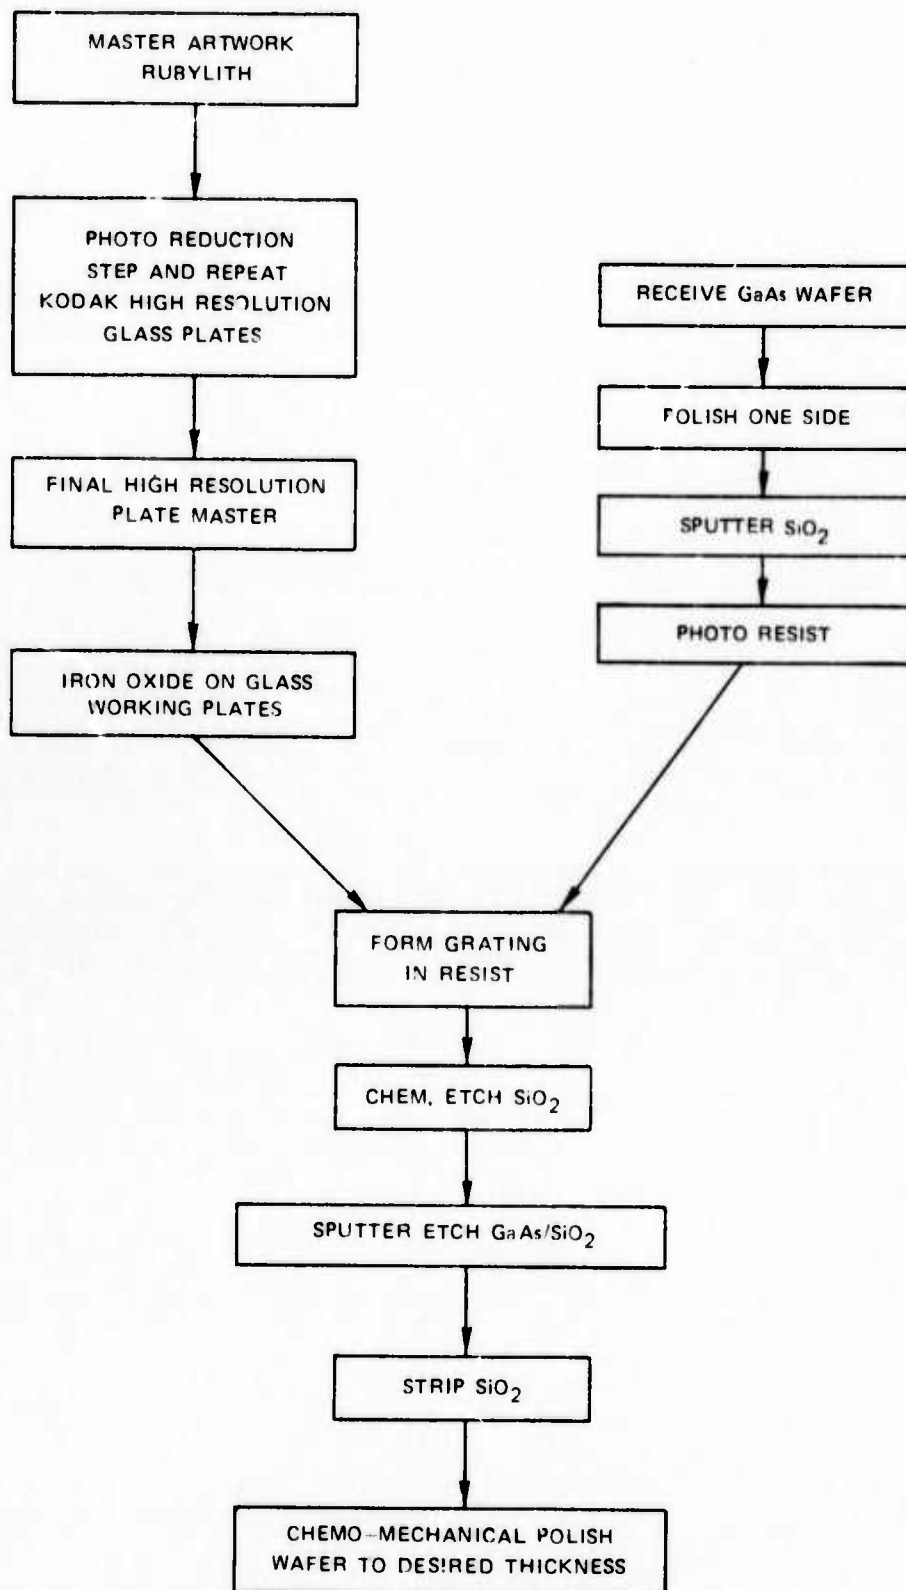 MASTER ARTWORK
RUBYLITH
PHOTO REDUCTION
STEP AND REPEAT
KODAK HIGH RESOLUTION
GLASS PLATES
FINAL HIGH RESOLUTION
PLATE MASTER
IRON OXIDE ON GLASS
WORKING PLATES
RECEIVE GaAs WAFER
POLISH ONE SIDE
SPUTTER SiO2
PHOTO RESIST
FORM GRATING
IN RESIST
CHEM. ETCH SiO2
SPUTTER ETCH GaAs/SiO2
STRIP SiO2
CHEMO-MECHANICAL POLISH
WAFER TO DESIRED THICKNESS